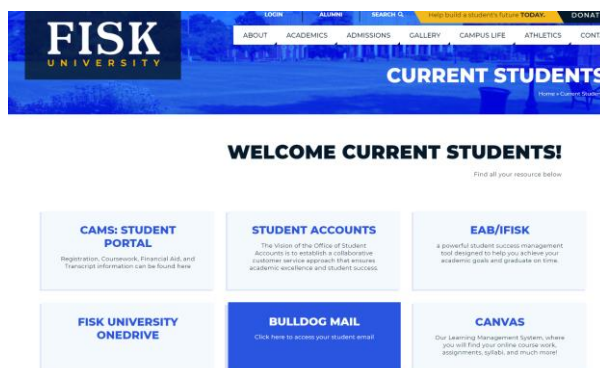 LOGIN ALUMNI SEARCH Help build a student's future TODAY. DONAT
FISK
UNIVERSITY
ABOUT ACADEMICS ADMISSIONS GALLERY CAMPUS LIFE ATHLETICS CONT
CURRENT STUDENTS
Home » Current Student
WELCOME CURRENT STUDENTS!
Find all your resource below
CAMS: STUDENT
PORTAL
Registration, Coursework, Financial Aid, and
Transcript information can be found here
STUDENT ACCOUNTS
The Vision of the Office of Student
Accounts is to establish a collaborative
customer service approach that ensures
academic excellence and student success.
EAB/IFISK
a powerful student success management
tool designed to help you achieve your
academic goals and graduate on time.
FISK UNIVERSITY
ONEDRIVE
BULLDOG MAIL
Click here to access your student email
CANVAS
Our Learning Management System, where
you will find your online course work,
assignments, syllabi, and much more!